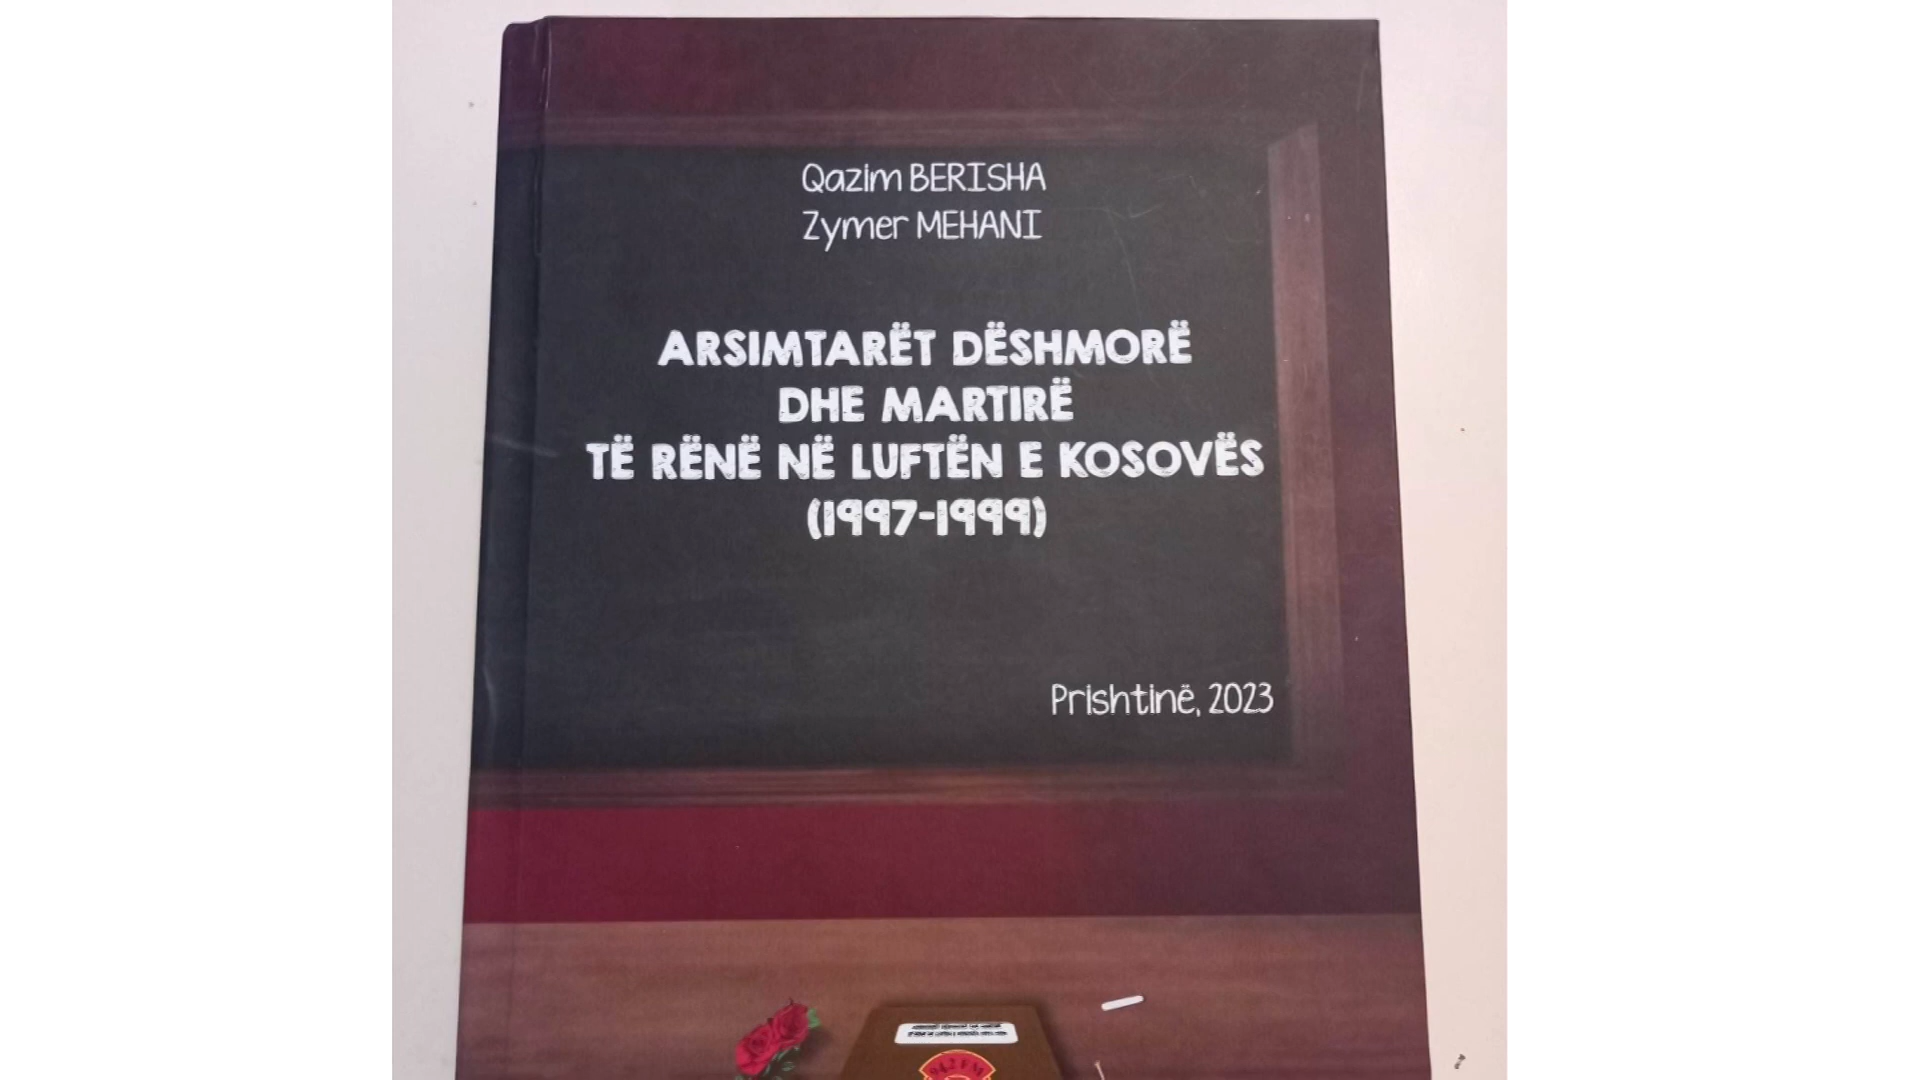 Qazim BERISHA
Zymer MEHANI
ARSIMTARËT DËSHMORË
DHE MARTIRË
TË RËNË NË LUFTËN E KOSOVËS
(1997-1999)
Prishtinë, 2023